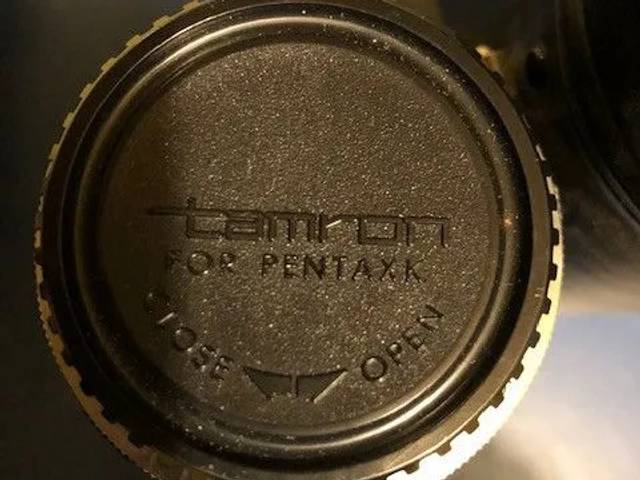 tamron
FOR PENTAXK
CLOSE OPEN